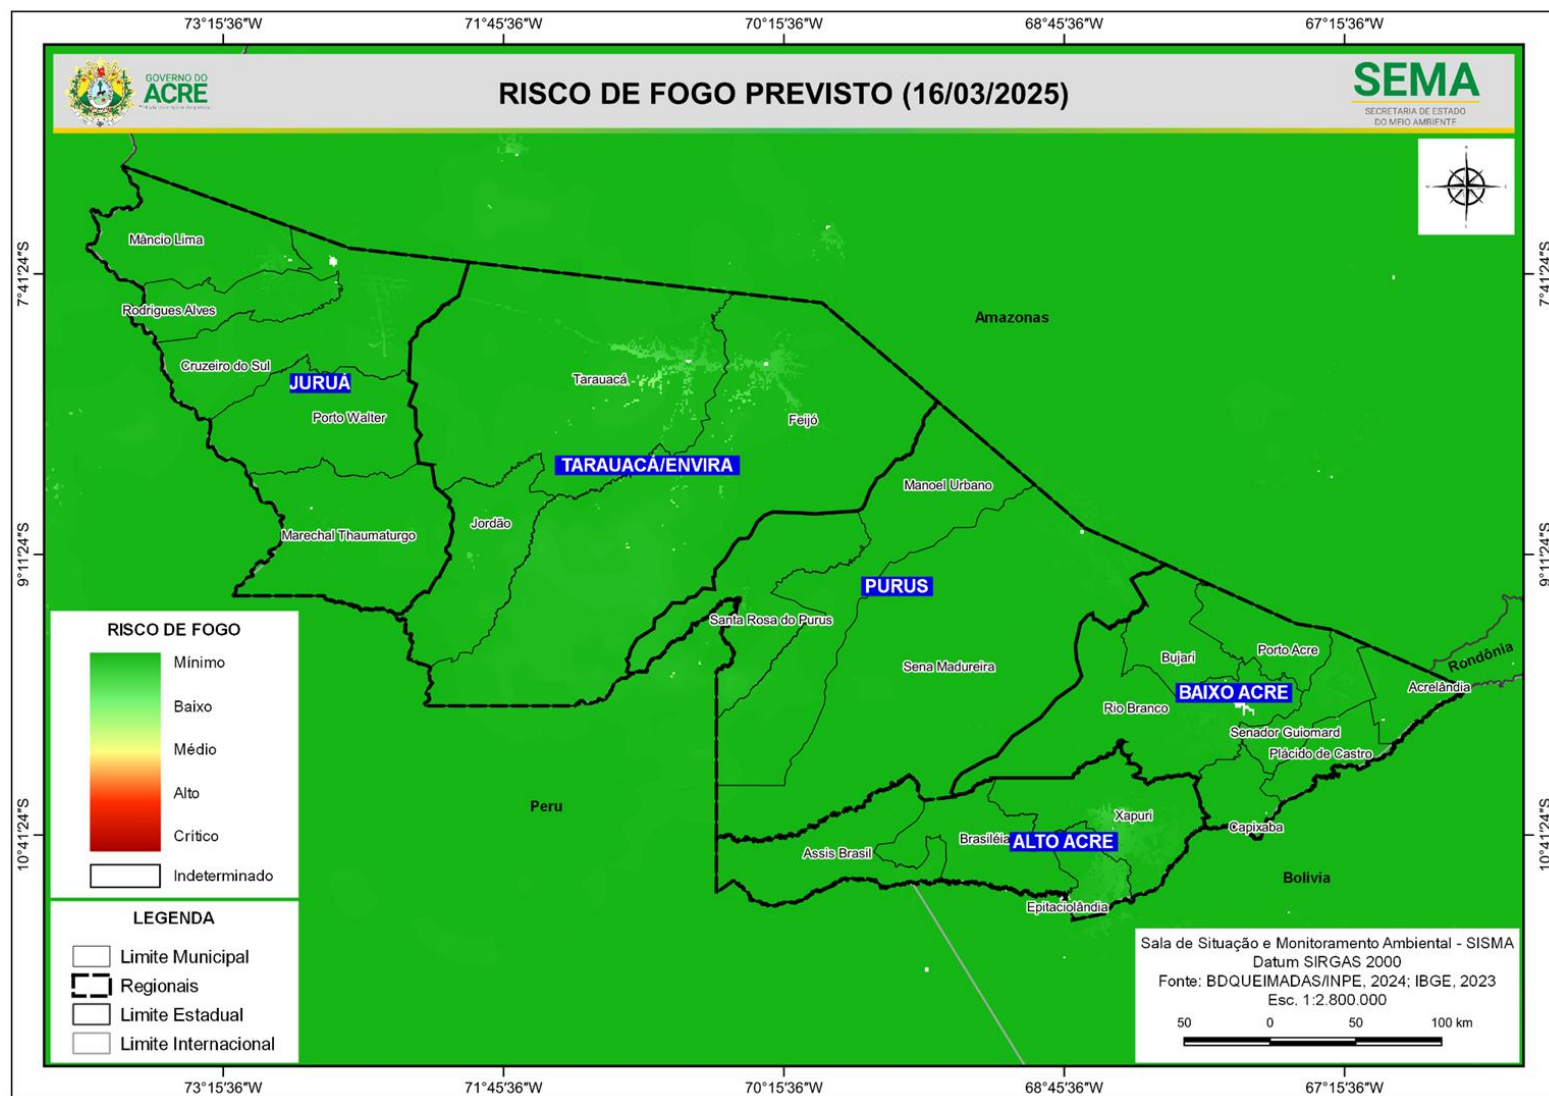 73°15'36"W
71°45'36"W
70°15'36"W
68°45'36"W
67°15'36"W
GOVERNO DO
ACRE
RISCO DE FOGO PREVISTO (16/03/2025)
SEMA
SECRETARIA DE ESTADO
DO MEIO AMBIENTE
7°41'24"S
7°41'24"S
Mâncio Lima
Rodrigues Alves
Cruzeiro do Sul
JURUÁ
Porto Walter
Marechal Thaumaturgo
Tarauacá
Feijó
TARAUACÁ/ENVIRA
Jordão
Amazonas
Manoel Urbano
PURUS
Santa Rosa do Purus
Sena Madureira
9°11'24"S
9°11'24"S
Bujari
Porto Acre
BAIXO ACRE
Rio Branco
Senador Guiomard
Plácido de Castro
Acrelândia
Rondônia
Capixaba
Xapuri
Brasiléia
ALTO ACRE
Assis Brasil
Epitaciolândia
Peru
Bolivia
10°41'24"S
10°41'24"S
RISCO DE FOGO
Mínimo
Baixo
Médio
Alto
Crítico
Indeterminado
LEGENDA
Limite Municipal
Regionais
Limite Estadual
Limite Internacional
Sala de Situação e Monitoramento Ambiental - SISMA
Datum SIRGAS 2000
Fonte: BDQUEIMADAS/INPE, 2024; IBGE, 2023
Esc. 1:2.800.000
50 0 50 100 km
73°15'36"W
71°45'36"W
70°15'36"W
68°45'36"W
67°15'36"W